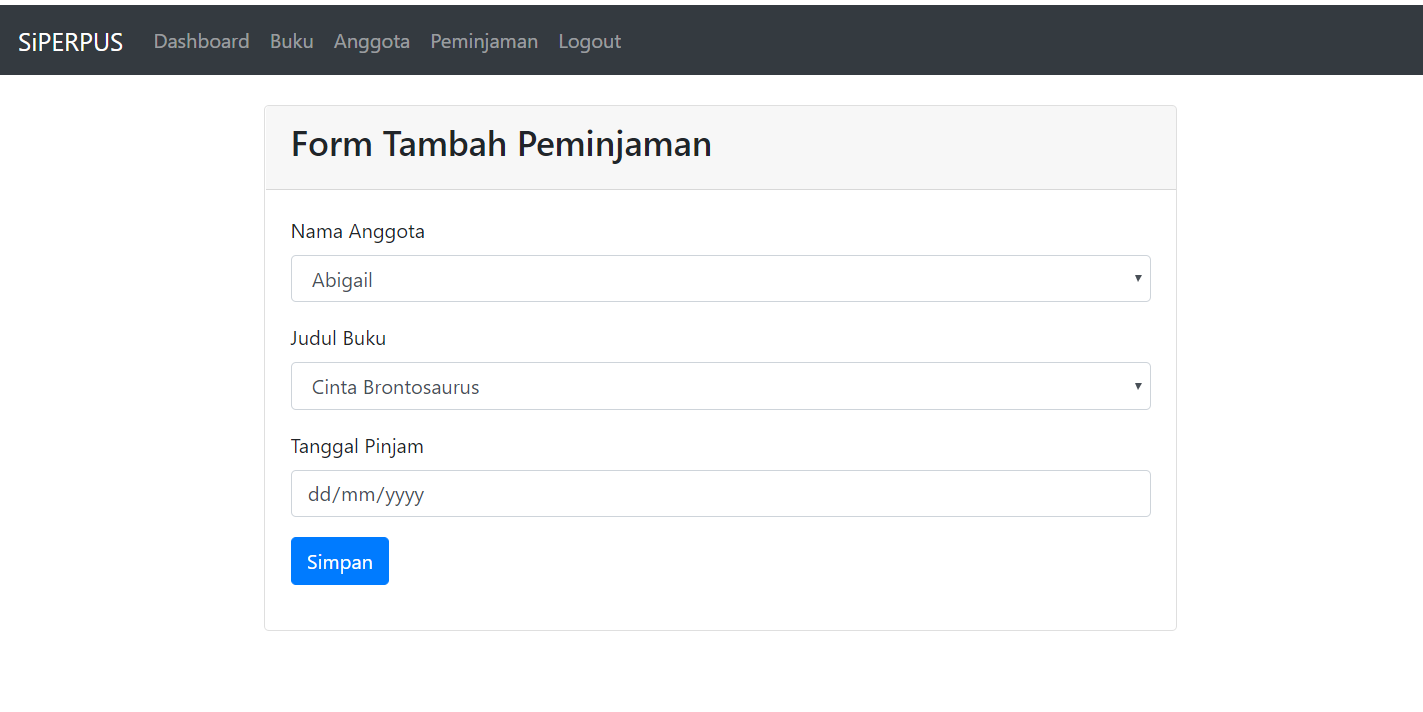 SiPERPUS Dashboard Buku Anggota Peminjaman Logout
Form Tambah Peminjaman
Nama Anggota
Abigail
Judul Buku
Cinta Brontosaurus
Tanggal Pinjam
dd/mm/yyyy
Simpan